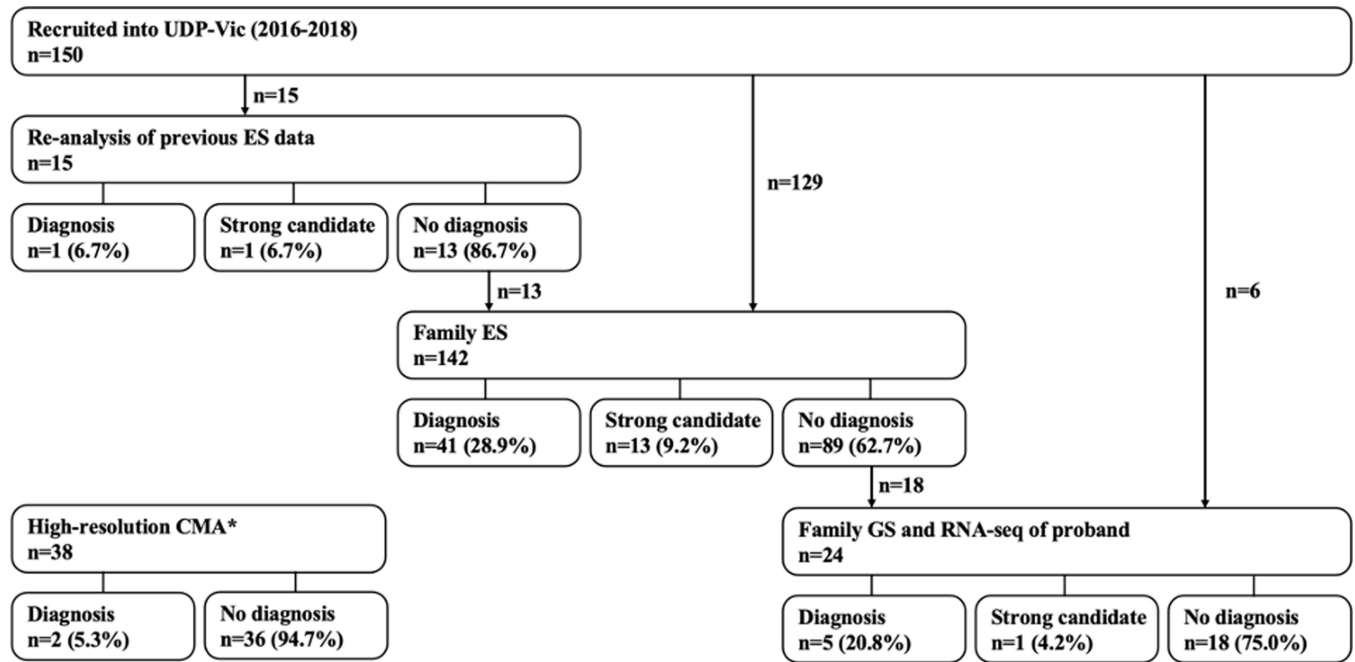 Recruited into UDP-Vic (2016-2018)
n=150
n=15
Re-analysis of previous ES data
n=15
n=129
Diagnosis
n=1 (6.7%)
Strong candidate
n=1 (6.7%)
No diagnosis
n=13 (86.7%)
n=13
n=6
Family ES
n=142
Diagnosis
n=41 (28.9%)
Strong candidate
n=13 (9.2%)
No diagnosis
n=89 (62.7%)
n=18
High-resolution CMA*
n=38
Family GS and RNA-seq of proband
n=24
Diagnosis
n=2 (5.3%)
No diagnosis
n=36 (94.7%)
Diagnosis
n=5 (20.8%)
Strong candidate
n=1 (4.2%)
No diagnosis
n=18 (75.0%)